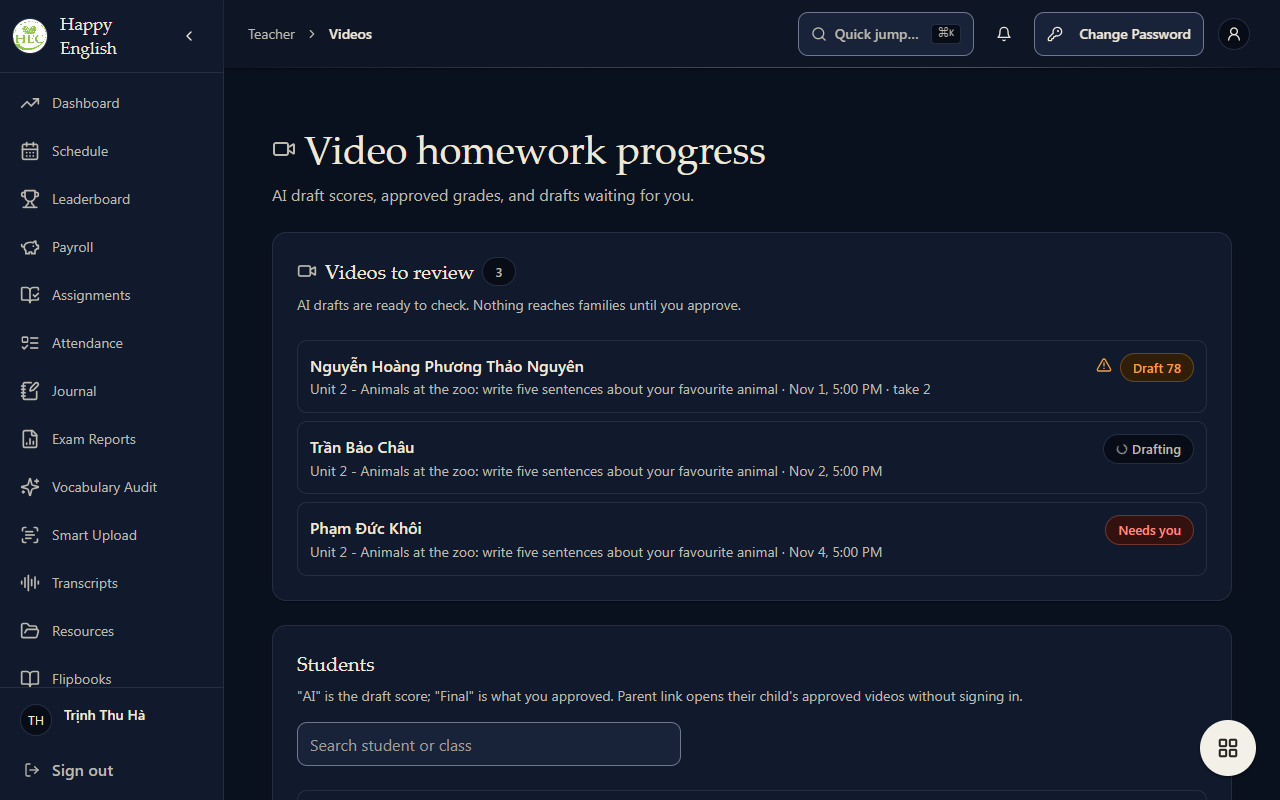 HEC
Happy
English
Teacher
Videos
Quick jump...
⌘K
Change Password
Dashboard
Schedule
Leaderboard
Payroll
Assignments
Attendance
Journal
Exam Reports
Vocabulary Audit
Smart Upload
Transcripts
Resources
Flipbooks
TH
Trịnh Thu Hà
Sign out
Video homework progress
AI draft scores, approved grades, and drafts waiting for you.
Videos to review 3
AI drafts are ready to check. Nothing reaches families until you approve.
Nguyễn Hoàng Phương Thảo Nguyên
Unit 2 - Animals at the zoo: write five sentences about your favourite animal · Nov 1, 5:00 PM · take 2
Draft 78
Trần Bảo Châu
Unit 2 - Animals at the zoo: write five sentences about your favourite animal · Nov 2, 5:00 PM
Drafting
Phạm Đức Khôi
Unit 2 - Animals at the zoo: write five sentences about your favourite animal · Nov 4, 5:00 PM
Needs you
Students
"AI" is the draft score; "Final" is what you approved. Parent link opens their child's approved videos without signing in.
Search student or class